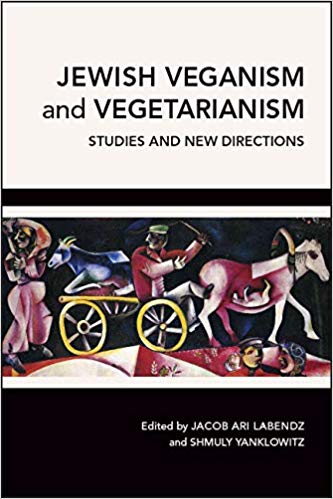 JEWISH VEGANISM
and VEGETARIANISM
STUDIES AND NEW DIRECTIONS
Edited by JACOB ARI LABENDZ
and SHMULY YANKLOWITZ